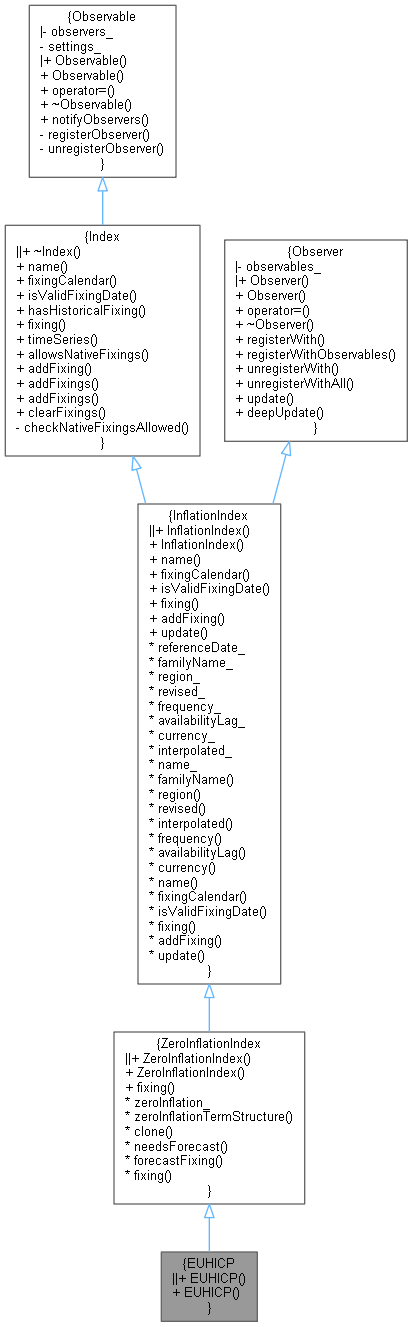 {Observable
|- observers_
- settings_
|+ Observable()
+ Observable()
+ operator=()
+ ~Observable()
+ notifyObservers()
- registerObserver()
- unregisterObserver()
}
{Index
||+ ~Index()
+ name()
+ fixingCalendar()
+ isValidFixingDate()
+ hasHistoricalFixing()
+ fixing()
+ timeSeries()
+ allowsNativeFixings()
+ addFixing()
+ addFixings()
+ addFixings()
+ clearFixings()
- checkNativeFixingsAllowed()
}
{Observer
|- observables_
|+ Observer()
+ Observer()
+ operator=()
+ ~Observer()
+ registerWith()
+ registerWithObservables()
+ unregisterWith()
+ unregisterWithAll()
+ update()
+ deepUpdate()
}
{InflationIndex
||+ InflationIndex()
+ InflationIndex()
+ name()
+ fixingCalendar()
+ isValidFixingDate()
+ fixing()
+ addFixing()
+ update()
* referenceDate_
* familyName_
* region_
* revised_
* frequency_
* availabilityLag_
* currency_
* interpolated_
* name_
* familyName()
* region()
* revised()
* interpolated()
* frequency()
* availabilityLag()
* currency()
* name()
* fixingCalendar()
* isValidFixingDate()
* fixing()
* addFixing()
* update()
}
{ZeroInflationIndex
||+ ZeroInflationIndex()
+ ZeroInflationIndex()
+ fixing()
* zeroInflation_
* zeroInflationTermStructure()
* clone()
* needsForecast()
* forecastFixing()
* fixing()
}
{EUHICP
||+ EUHICP()
+ EUHICP()
}